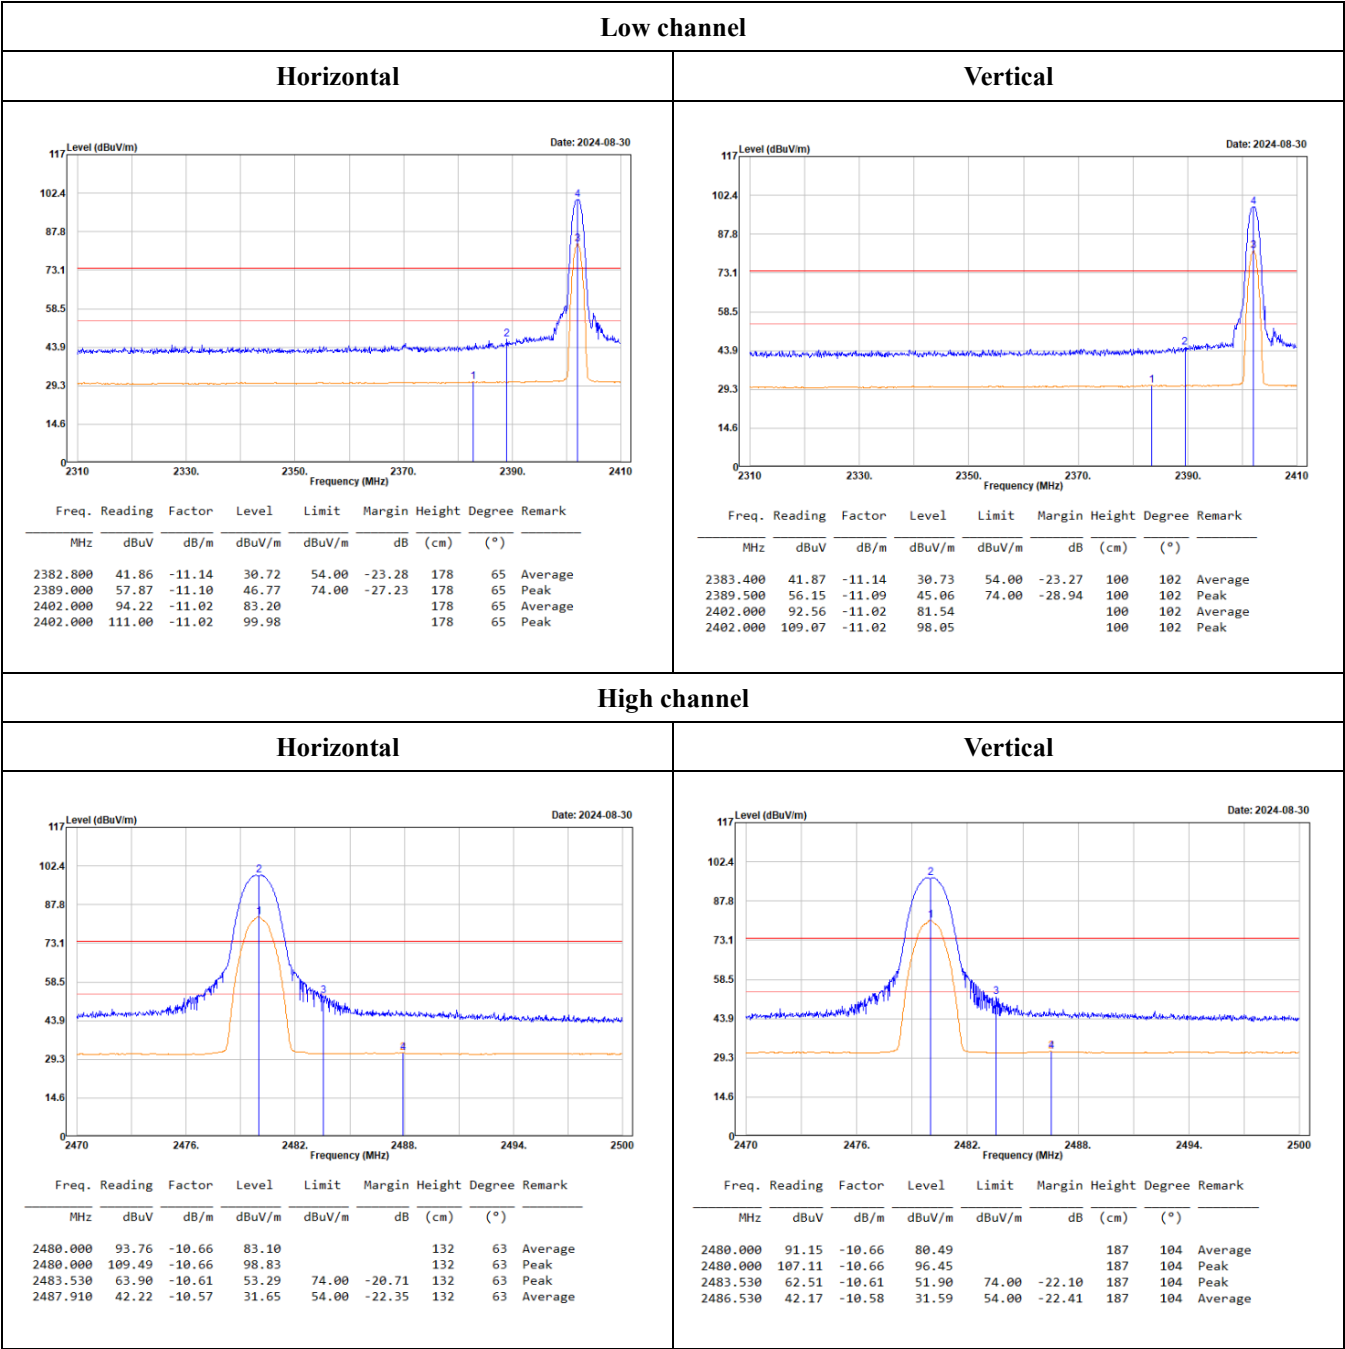 Low channel
Horizontal
Vertical
Level (dBuV/m)
Date: 2024-08-30
117
102.4
87.8
73.1
58.5
43.9
29.3
14.6
0
4
3
2
1
2310 2330. 2350. 2370. 2390. 2410
Frequency (MHz)
Freq. Reading Factor Level Limit Margin Height Degree Remark
MHz dBuV dB/m dBuV/m dBuV/m dB (cm) (°)
2382.800 41.86 -11.14 30.72 54.00 -23.28 178 65 Average
2389.000 57.87 -11.10 46.77 74.00 -27.23 178 65 Peak
2402.000 94.22 -11.02 83.20 178 65 Average
2402.000 111.00 -11.02 99.98 178 65 Peak
Level (dBuV/m)
Date: 2024-08-30
117
102.4
87.8
73.1
58.5
43.9
29.3
14.6
0
4
3
2
1
2310 2330. 2350. 2370. 2390. 2410
Frequency (MHz)
Freq. Reading Factor Level Limit Margin Height Degree Remark
MHz dBuV dB/m dBuV/m dBuV/m dB (cm) (°)
2383.400 41.87 -11.14 30.73 54.00 -23.27 100 102 Average
2389.500 56.15 -11.09 45.06 74.00 -28.94 100 102 Peak
2402.000 92.56 -11.02 81.54 100 102 Average
2402.000 109.07 -11.02 98.05 100 102 Peak
High channel
Horizontal
Vertical
Level (dBuV/m)
Date: 2024-08-30
117
102.4
87.8
73.1
58.5
43.9
29.3
14.6
0
2
1
3
4
2470 2476. 2482. 2488. 2494. 2500
Frequency (MHz)
Freq. Reading Factor Level Limit Margin Height Degree Remark
MHz dBuV dB/m dBuV/m dBuV/m dB (cm) (°)
2480.000 93.76 -10.66 83.10 132 63 Average
2480.000 109.49 -10.66 98.83 132 63 Peak
2483.530 63.90 -10.61 53.29 74.00 -20.71 132 63 Peak
2487.910 42.22 -10.57 31.65 54.00 -22.35 132 63 Average
Level (dBuV/m)
Date: 2024-08-30
117
102.4
87.8
73.1
58.5
43.9
29.3
14.6
0
2
1
3
4
2470 2476. 2482. 2488. 2494. 2500
Frequency (MHz)
Freq. Reading Factor Level Limit Margin Height Degree Remark
MHz dBuV dB/m dBuV/m dBuV/m dB (cm) (°)
2480.000 91.15 -10.66 80.49 187 104 Average
2480.000 107.11 -10.66 96.45 187 104 Peak
2483.530 62.51 -10.61 51.90 74.00 -22.10 187 104 Peak
2486.530 42.17 -10.58 31.59 54.00 -22.41 187 104 Average